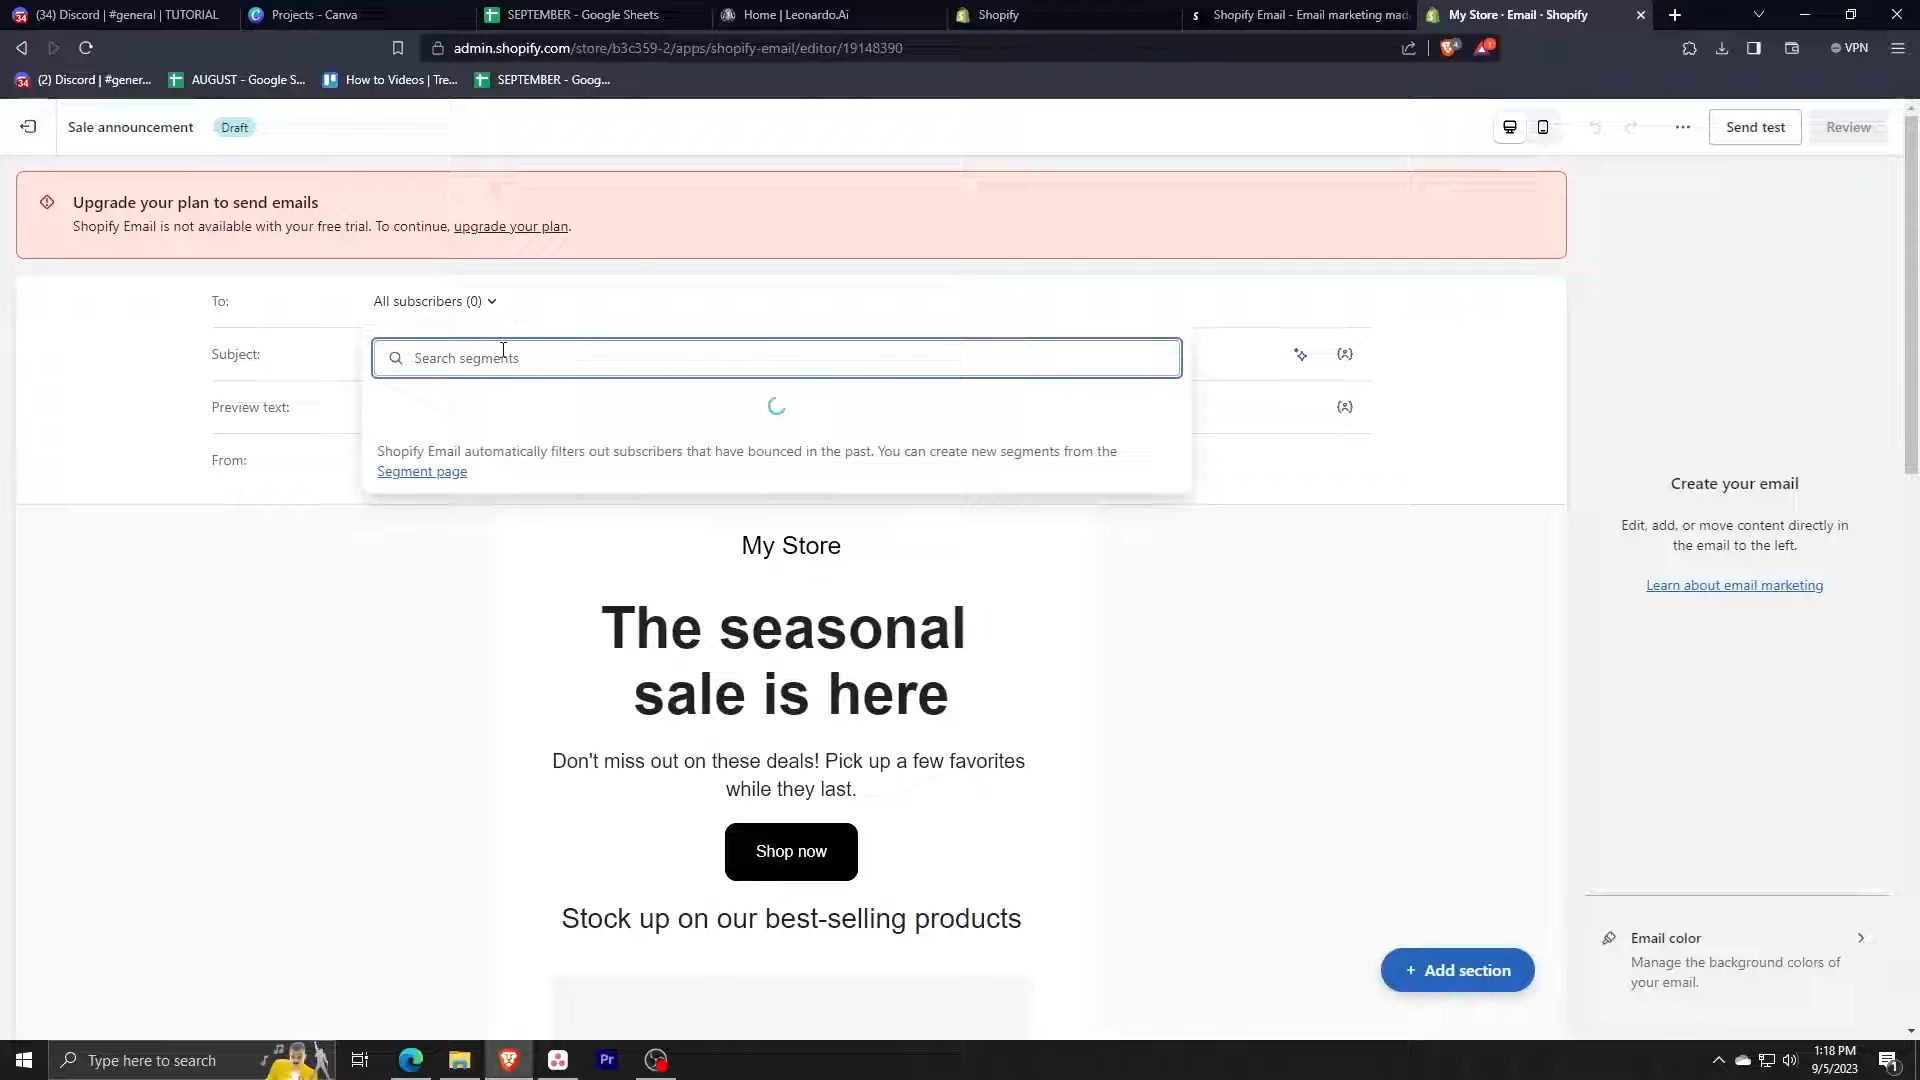 (34) Discord | #general | TUTORIAL
Projects - Canva
SEPTEMBER - Google Sheets
Home | Leonardo.Ai
Shopify
Shopify Email - Email marketing mad
My Store · Email · Shopify
admin.shopify.com/store/b3c359-2/apps/shopify-email/editor/19148390
VPN
(2) Discord | #gener...
AUGUST - Google S...
How to Videos | Tre...
SEPTEMBER - Goog...
Sale announcement
Draft
Send test
Review
Upgrade your plan to send emails
Shopify Email is not available with your free trial. To continue, upgrade your plan.
To:
All subscribers (0)
Subject:
Search segments
Preview text:
Shopify Email automatically filters out subscribers that have bounced in the past. You can create new segments from the
Segment page
From:
Create your email
Edit, add, or move content directly in
the email to the left.
Learn about email marketing
My Store
The seasonal
sale is here
Don't miss out on these deals! Pick up a few favorites
while they last.
Shop now
Stock up on our best-selling products
+ Add section
Email color
Manage the background colors of
your email.
Type here to search
Pr
1:18 PM
9/5/2023